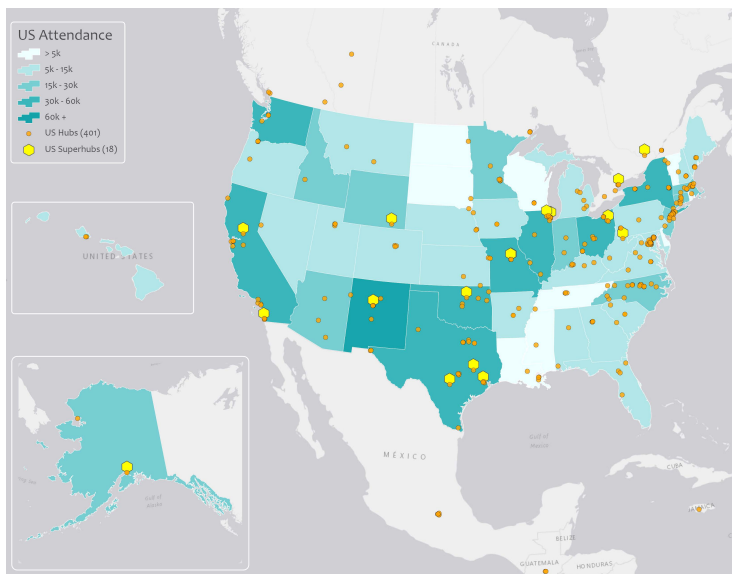 US Attendance
> 5k
5k - 15k
15k - 30k
30k - 60k
60k +
US Hubs (401)
US Superhubs (18)
CANADA
UNITED STATES
Gulf of
Alaska
MÉXICO
Gulf of
Mexico
CUBA
JAMAICA
BELIZE
GUATEMALA
HONDURAS